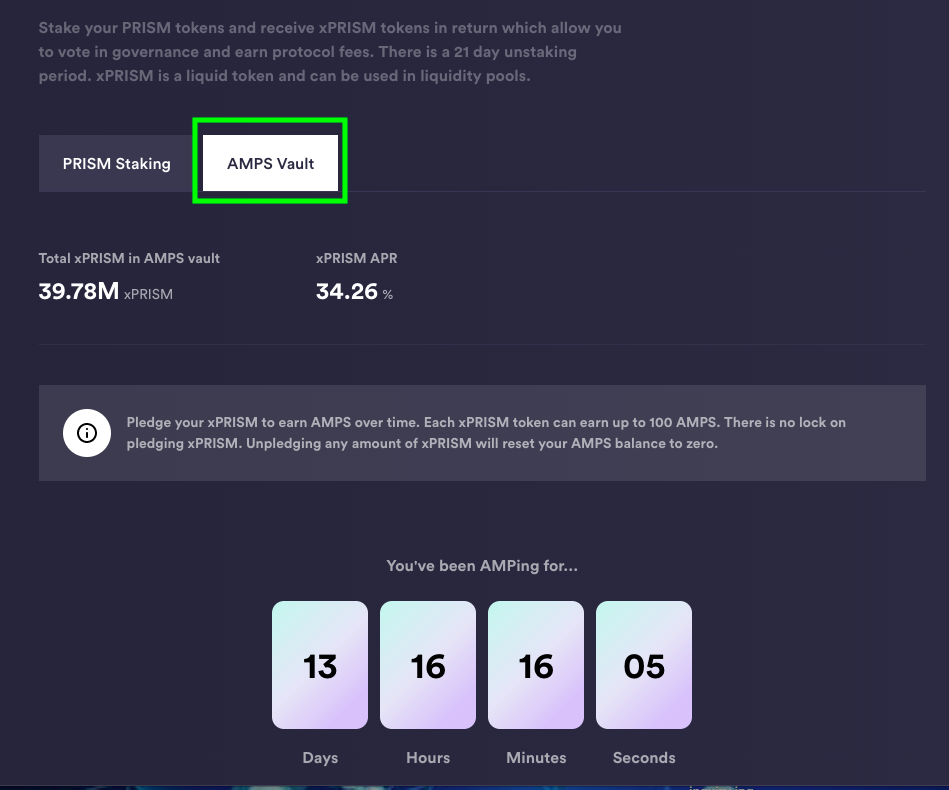 Stake your PRISM tokens and receive xPRISM tokens in return which allow you
to vote in governance and earn protocol fees. There is a 21 day unstaking
period. xPRISM is a liquid token and can be used in liquidity pools.
PRISM Staking
AMPS Vault
Total xPRISM in AMPS vault
xPRISM APR
39.78M xPRISM
34.26 %
Pledge your xPRISM to earn AMPS over time. Each xPRISM token can earn up to 100 AMPS. There is no lock on
pledging xPRISM. Unpledging any amount of xPRISM will reset your AMPS balance to zero.
You've been AMPing for...
13 16 16 05
Days Hours Minutes Seconds